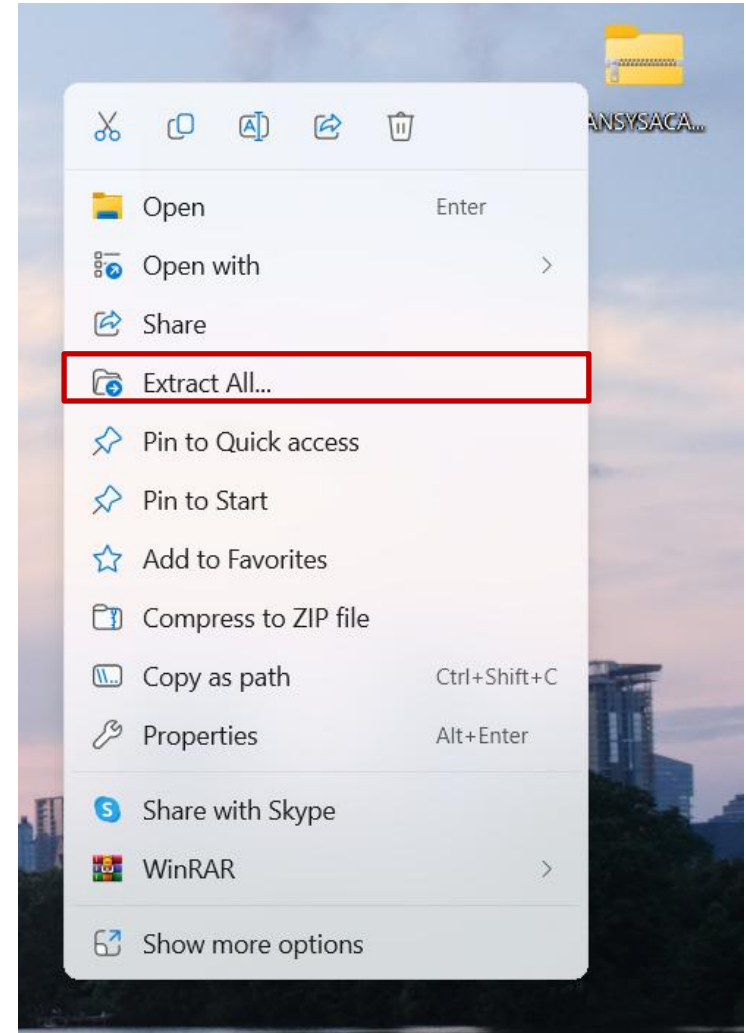 ANSYSACA...
Open Enter
Open with
Share
Extract All...
Pin to Quick access
Pin to Start
Add to Favorites
Compress to ZIP file
Copy as path Ctrl+Shift+C
Properties Alt+Enter
Share with Skype
WinRAR
Show more options